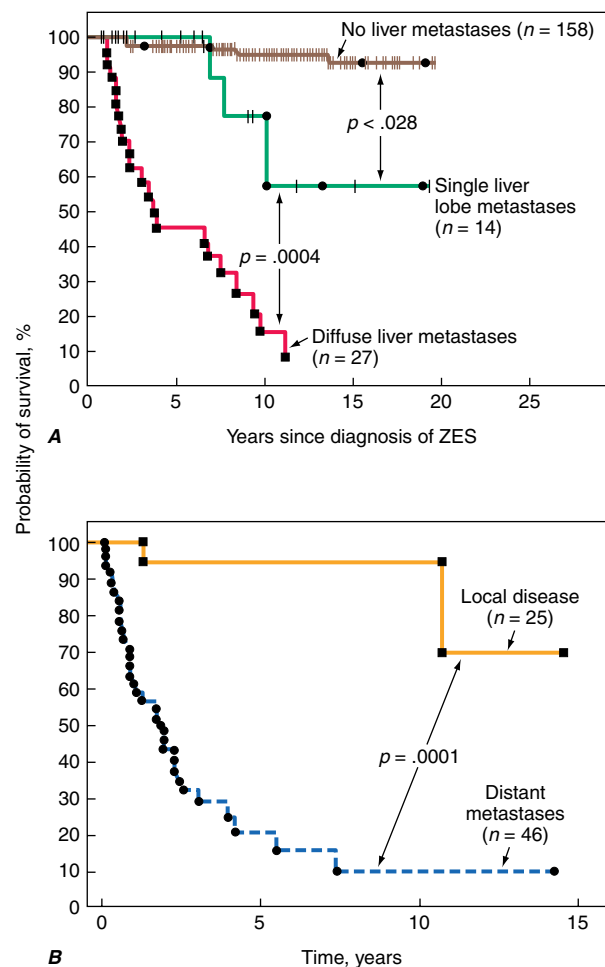 Probability of survival, %
100
90
80
70
60
50
40
30
20
10
0
No liver metastases (n = 158)
p < .028
Single liver
lobe metastases
(n = 14)
p = .0004
Diffuse liver metastases
(n = 27)
0 5 10 15 20 25
A Years since diagnosis of ZES
100
90
80
70
60
50
40
30
20
10
0
Local disease
(n = 25)
p = .0001
Distant
metastases
(n = 46)
0 5 10 15
B Time, years